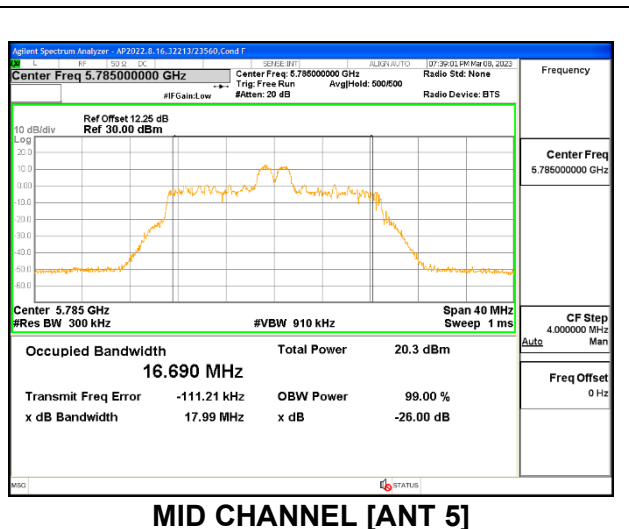 Agilent Spectrum Analyzer - AP2022.8.16,32213/23560,Cond F
L RF 50 Ω DC SENSE:INT ALIGN AUTO 07:39:01 PM Mar 08, 2023
Center Freq 5.785000000 GHz
Center Freq: 5.785000000 GHz
Radio Std: None
Trig: Free Run Avg|Hold: 500/500
#IFGain:Low #Atten: 20 dB Radio Device: BTS
Frequency
Ref Offset 12.25 dB
10 dB/div Ref 30.00 dBm
Log
20.0
10.0
0.00
-10.0
-20.0
-30.0
-40.0
-50.0
-60.0
Center Freq
5.785000000 GHz
Center 5.785 GHz Span 40 MHz
#Res BW 300 kHz #VBW 910 kHz Sweep 1 ms
CF Step
4.000000 MHz
Auto Man
Occupied Bandwidth Total Power 20.3 dBm
16.690 MHz
Freq Offset
0 Hz
Transmit Freq Error -111.21 kHz OBW Power 99.00 %
x dB Bandwidth 17.99 MHz x dB -26.00 dB
MSG STATUS
MID CHANNEL [ANT 5]